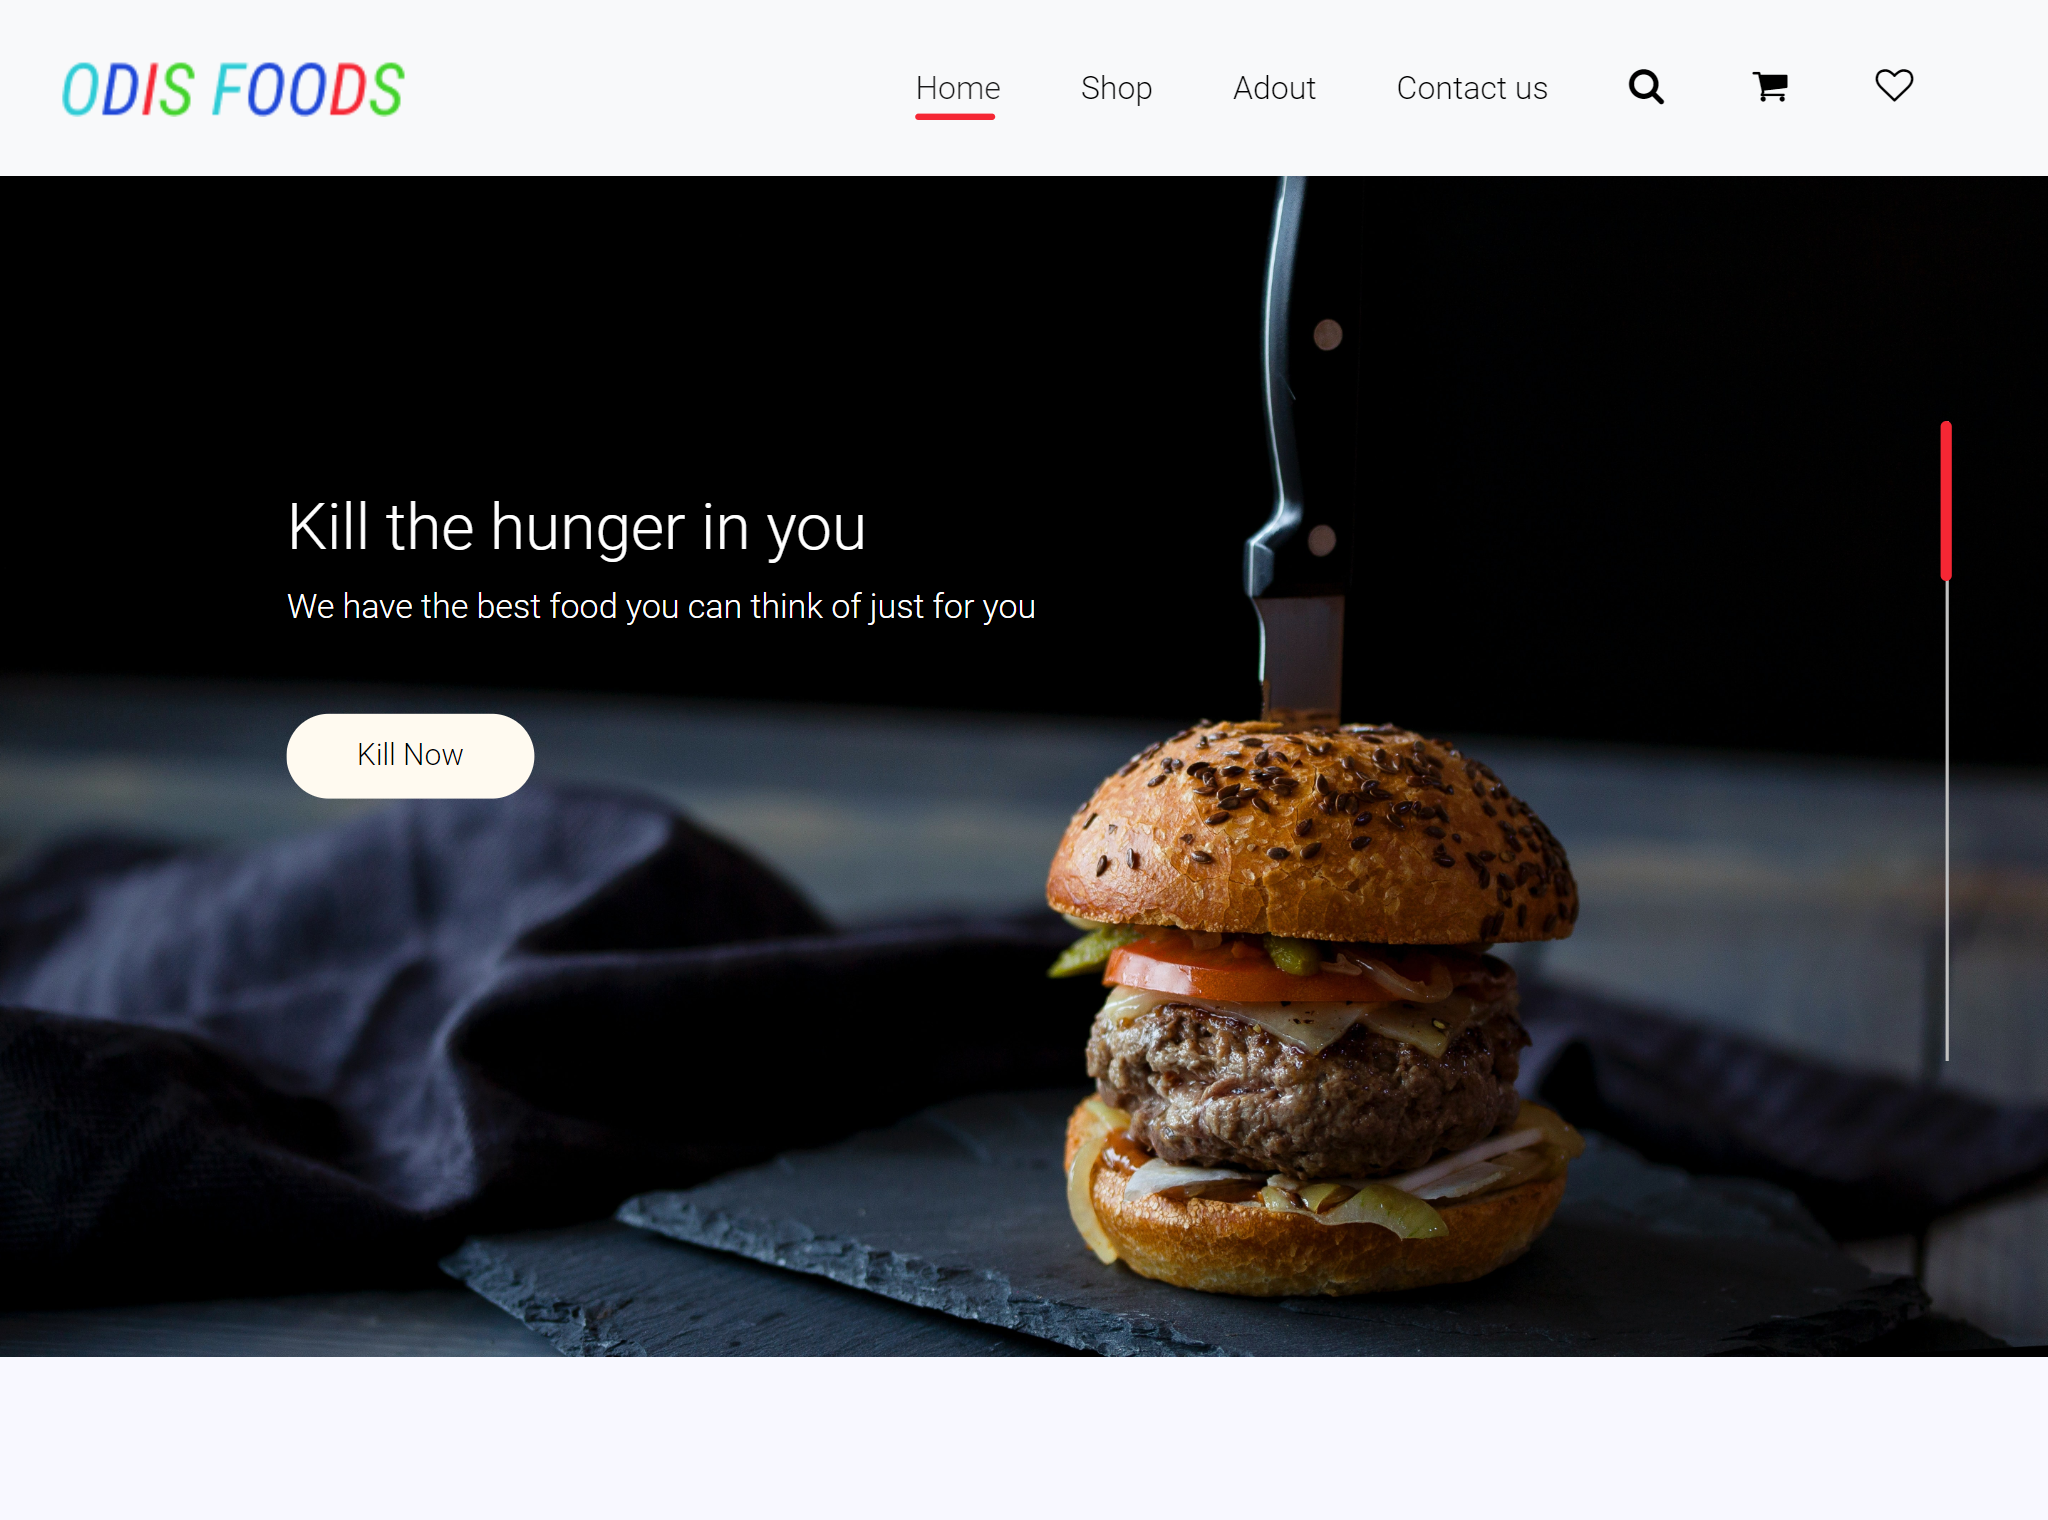 ODIS FOODS
Home Shop Adout Contact us
Kill the hunger in you
We have the best food you can think of just for you
Kill Now